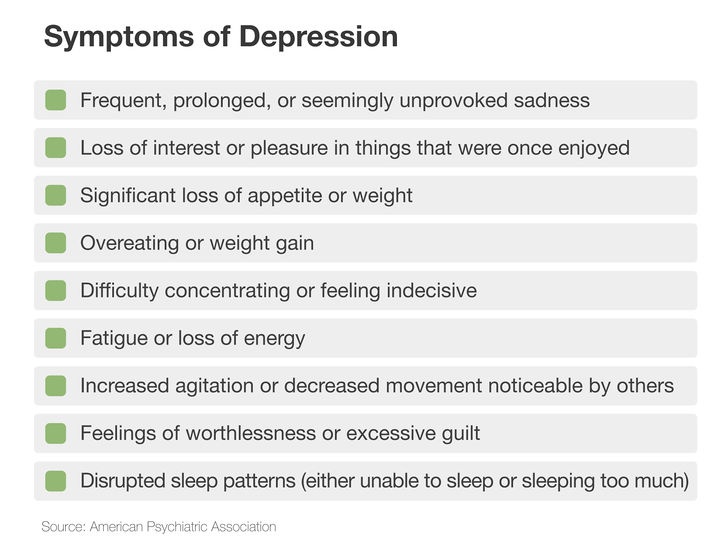 Symptoms of Depression
Frequent, prolonged, or seemingly unprovoked sadness
Loss of interest or pleasure in things that were once enjoyed
Significant loss of appetite or weight
Overeating or weight gain
Difficulty concentrating or feeling indecisive
Fatigue or loss of energy
Increased agitation or decreased movement noticeable by others
Feelings of worthlessness or excessive guilt
Disrupted sleep patterns (either unable to sleep or sleeping too much)
Source: American Psychiatric Association